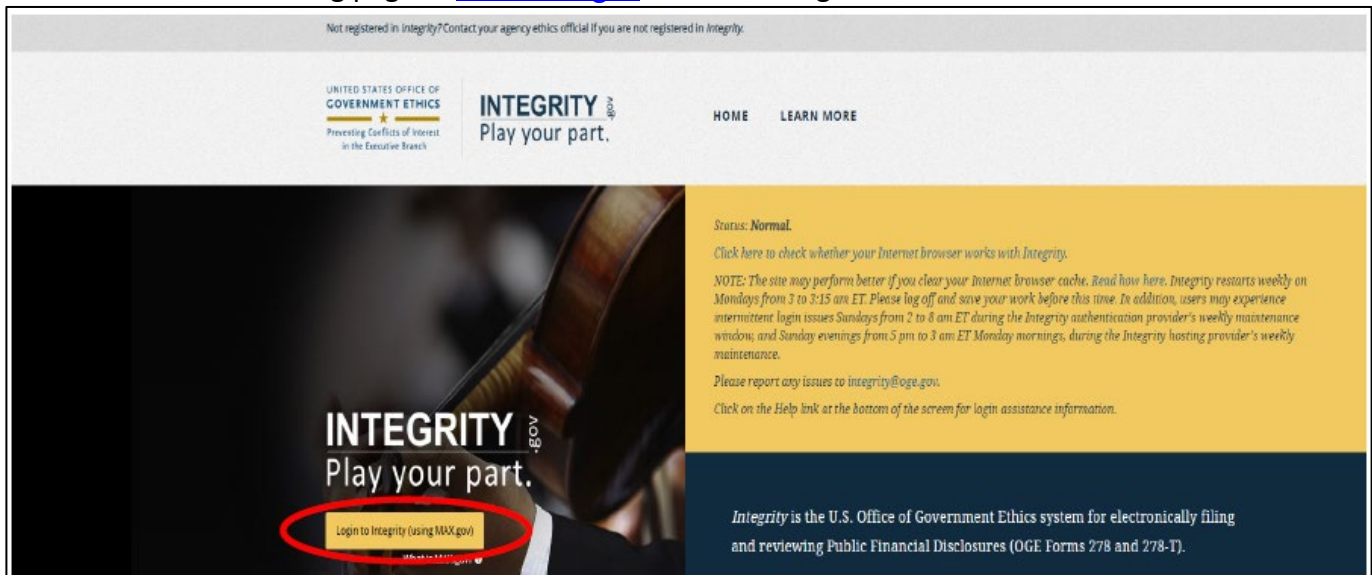 Not registered in Integrity? Contact your agency ethics official if you are not registered in Integrity.
UNITED STATES OFFICE OF
GOVERNMENT ETHICS
Preventing Conflicts of Interest
in the Executive Branch
INTEGRITY .gov
Play your part.
HOME LEARN MORE
Status: Normal.
Click here to check whether your Internet browser works with Integrity.
NOTE: The site may perform better if you clear your Internet browser cache. Read how here. Integrity restarts weekly on
Mondays from 3 to 3:15 am ET. Please log off and save your work before this time. In addition, users may experience
intermittent login issues Sundays from 2 to 8 am ET during the Integrity authentication provider's weekly maintenance
window; and Sunday evenings from 5 pm to 3 am ET Monday mornings, during the Integrity hosting provider's weekly
maintenance.
Please report any issues to integrity@oge.gov.
Click on the Help link at the bottom of the screen for login assistance information.
INTEGRITY .gov
Play your part.
Login to Integrity (using MAX.gov)
Integrity is the U.S. Office of Government Ethics system for electronically filing
and reviewing Public Financial Disclosures (OGE Forms 278 and 278-T).